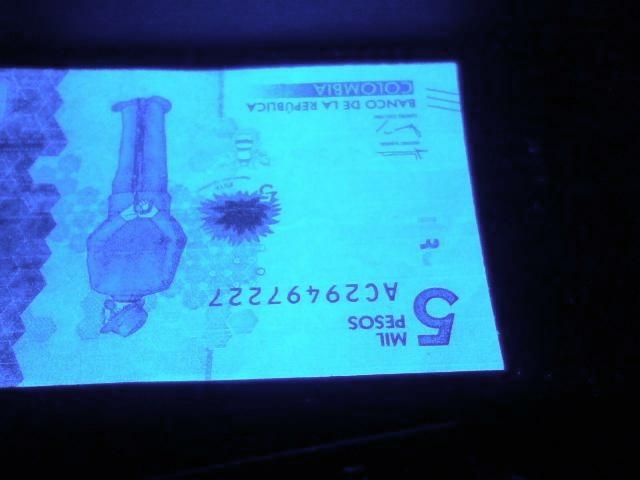 5 MIL
PESOS
AC29497227
BANCO DE LA REPÚBLICA
COLOMBIA